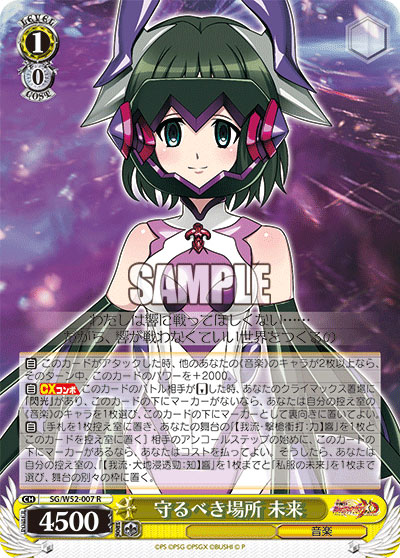 LEVEL
1
0
COST
SAMPLE
わたしは響に戦ってほしくない……
だから、響が戦わなくていい世界をつくるの
自 このカードがアタックした時、他のあなたの《音楽》のキャラが2枚以上なら、
そのターン中、このカードのパワーを+2000。
自 CXコンボ このカードのバトル相手が【】した時、あなたのクライマックス置場に
「閃光」があり、このカードの下にマーカーがないなら、あなたは自分の控え室の
《音楽》のキャラを1枚選び、このカードの下にマーカーとして裏向きに置いてよい。
自 [手札を1枚控え室に置き、あなたの舞台の「【我流・撃槍衝打:力】響」を1枚とこの
カードを控え室に置く] 相手のアンコールステップの始めに、このカードの
下にマーカーがあるなら、あなたはコストを払ってよい。そうしたら、あなたは自
分の控え室の、「【我流・大地浸透勁:知】響」を1枚までと「私服の未来」を1枚まで
選び、舞台の別々の枠に置く。
CH
SG/W52-007 R
4500
守るべき場所 未来
音楽
©PS ©PSG ©PSGX ©BUSHI © P